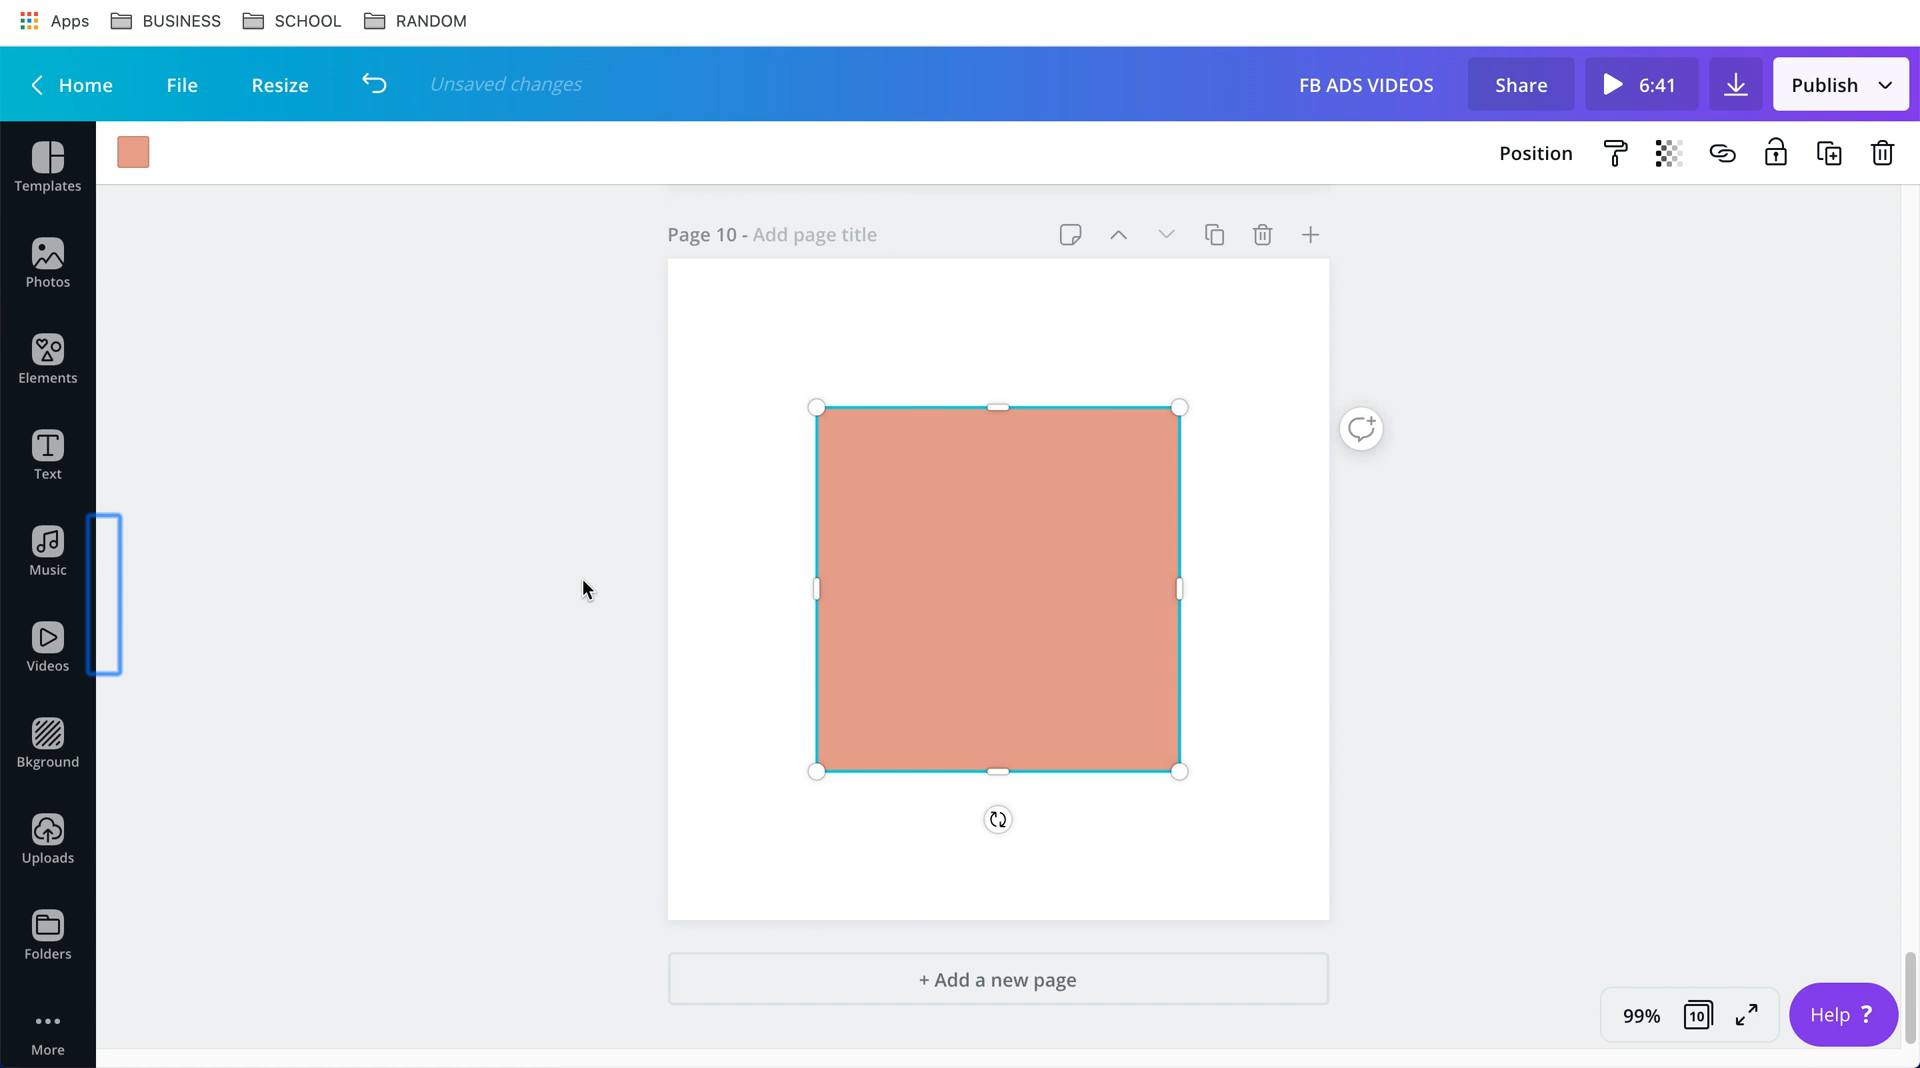 Apps BUSINESS SCHOOL RANDOM
Home File Resize Unsaved changes FB ADS VIDEOS Share 6:41 Publish
Position
Templates
Photos
Elements
Text
Music
Videos
Bkground
Uploads
Folders
More
Page 10 - Add page title
+ Add a new page
99% 10 Help ?